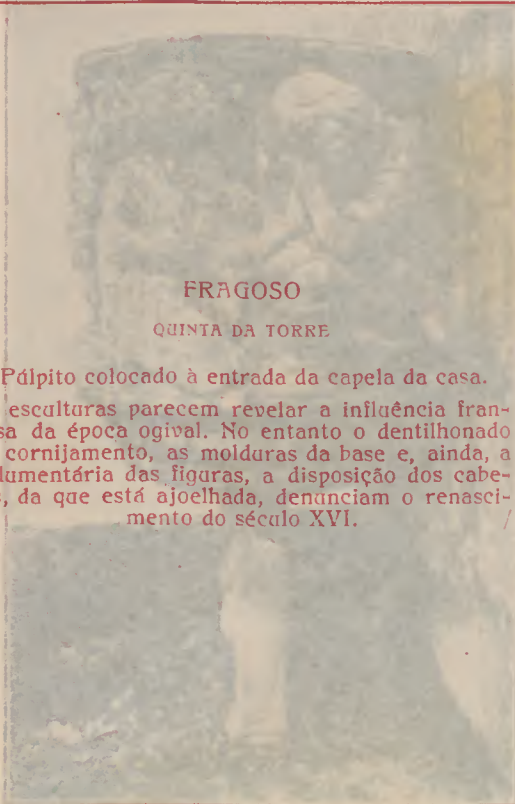 FRAGOSO
QUINTA DA TORRE
Púlpito colocado à entrada da capela da casa.
esculturas parecem revelar a influência fran-
sa da época ogival. No entanto o dentilhonado
cornijamento, as molduras da base e, ainda, a
lumentária das figuras, a disposição dos cabe-
, da que está ajoelhada, denunciam o renasci-
mento do século XVI.